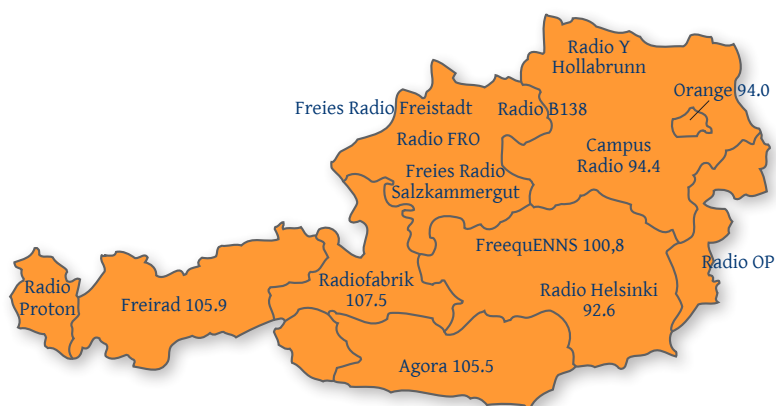 Radio Y
Hollabrunn
Orange 94.0
Freies Radio Freistadt
Radio B138
Radio FRO
Campus
Radio 94.4
Freies Radio
Salzkammergut
FreequENNS 100,8
Radio OP
Radio
Proton
Freirad 105.9
Radiofabrik
107.5
Radio Helsinki
92.6
Agora 105.5